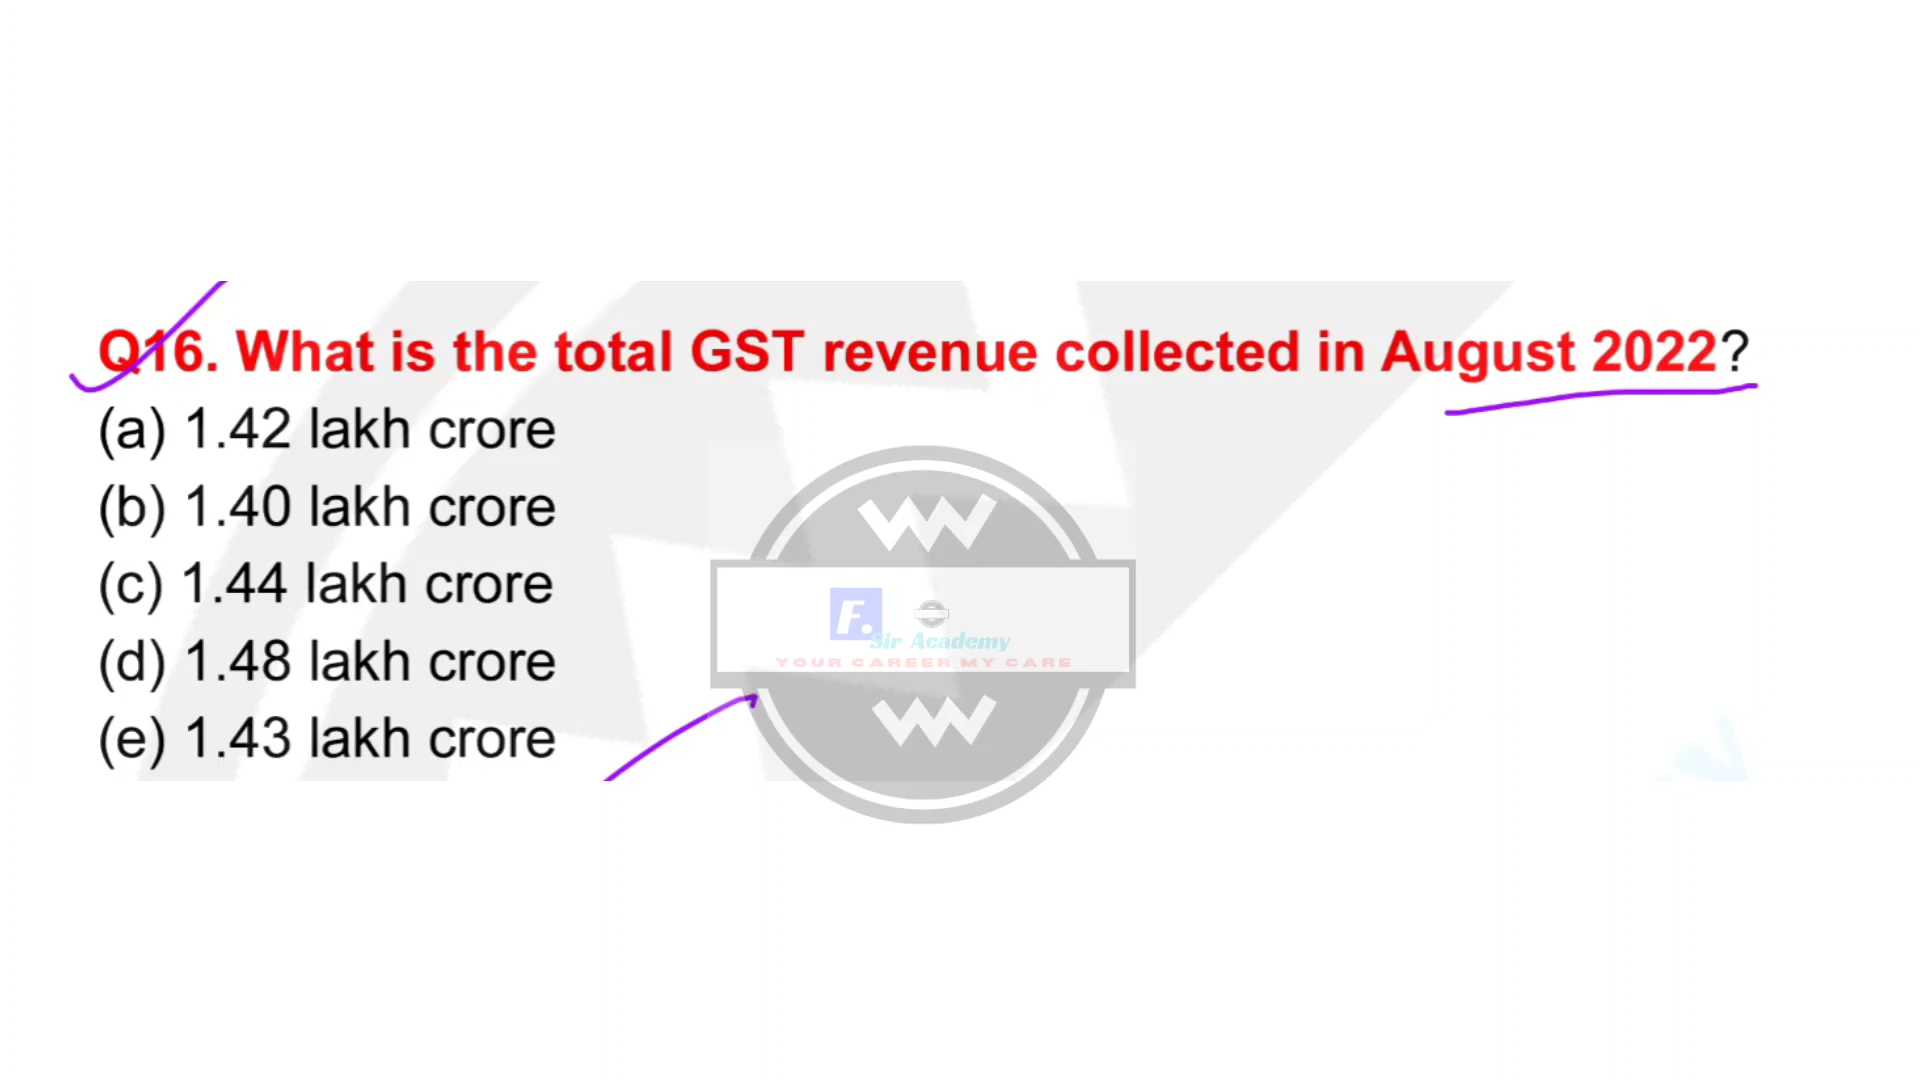 Q16. What is the total GST revenue collected in August 2022?
(a) 1.42 lakh crore
(b) 1.40 lakh crore
(c) 1.44 lakh crore
(d) 1.48 lakh crore
(e) 1.43 lakh crore
F.
Sir Academy
YOUR CAREER MY CARE